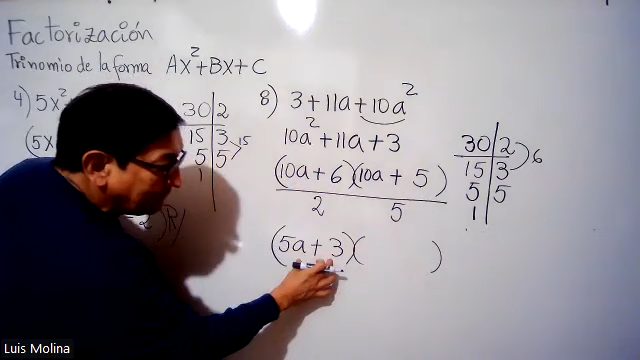 Factorización
Trinomio de la forma AX²+BX+C
4) 5X²
(5X
2) R/
30|2
15|3
5|5
1
15
8) 3+11a+10a²
10a²+11a+3
(10a+6)(10a+5)
2 5
(5a+3)( )
30|2
15|3
5|5
1
6
Luis Molina